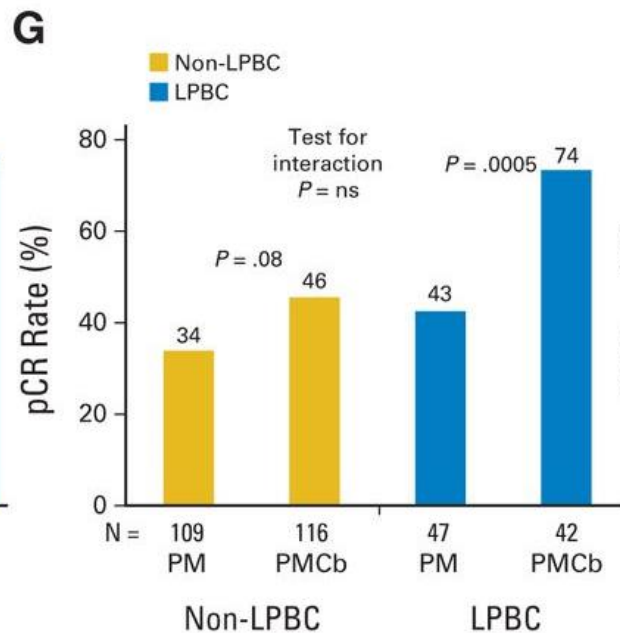 G
Non-LPBC
LPBC
Test for
interaction
P = ns
pCR Rate (%)
80
60
40
20
0
P = .08
34
46
P = .0005
43
74
N = 109 116 47 42
PM PMCb PM PMCb
Non-LPBC LPBC